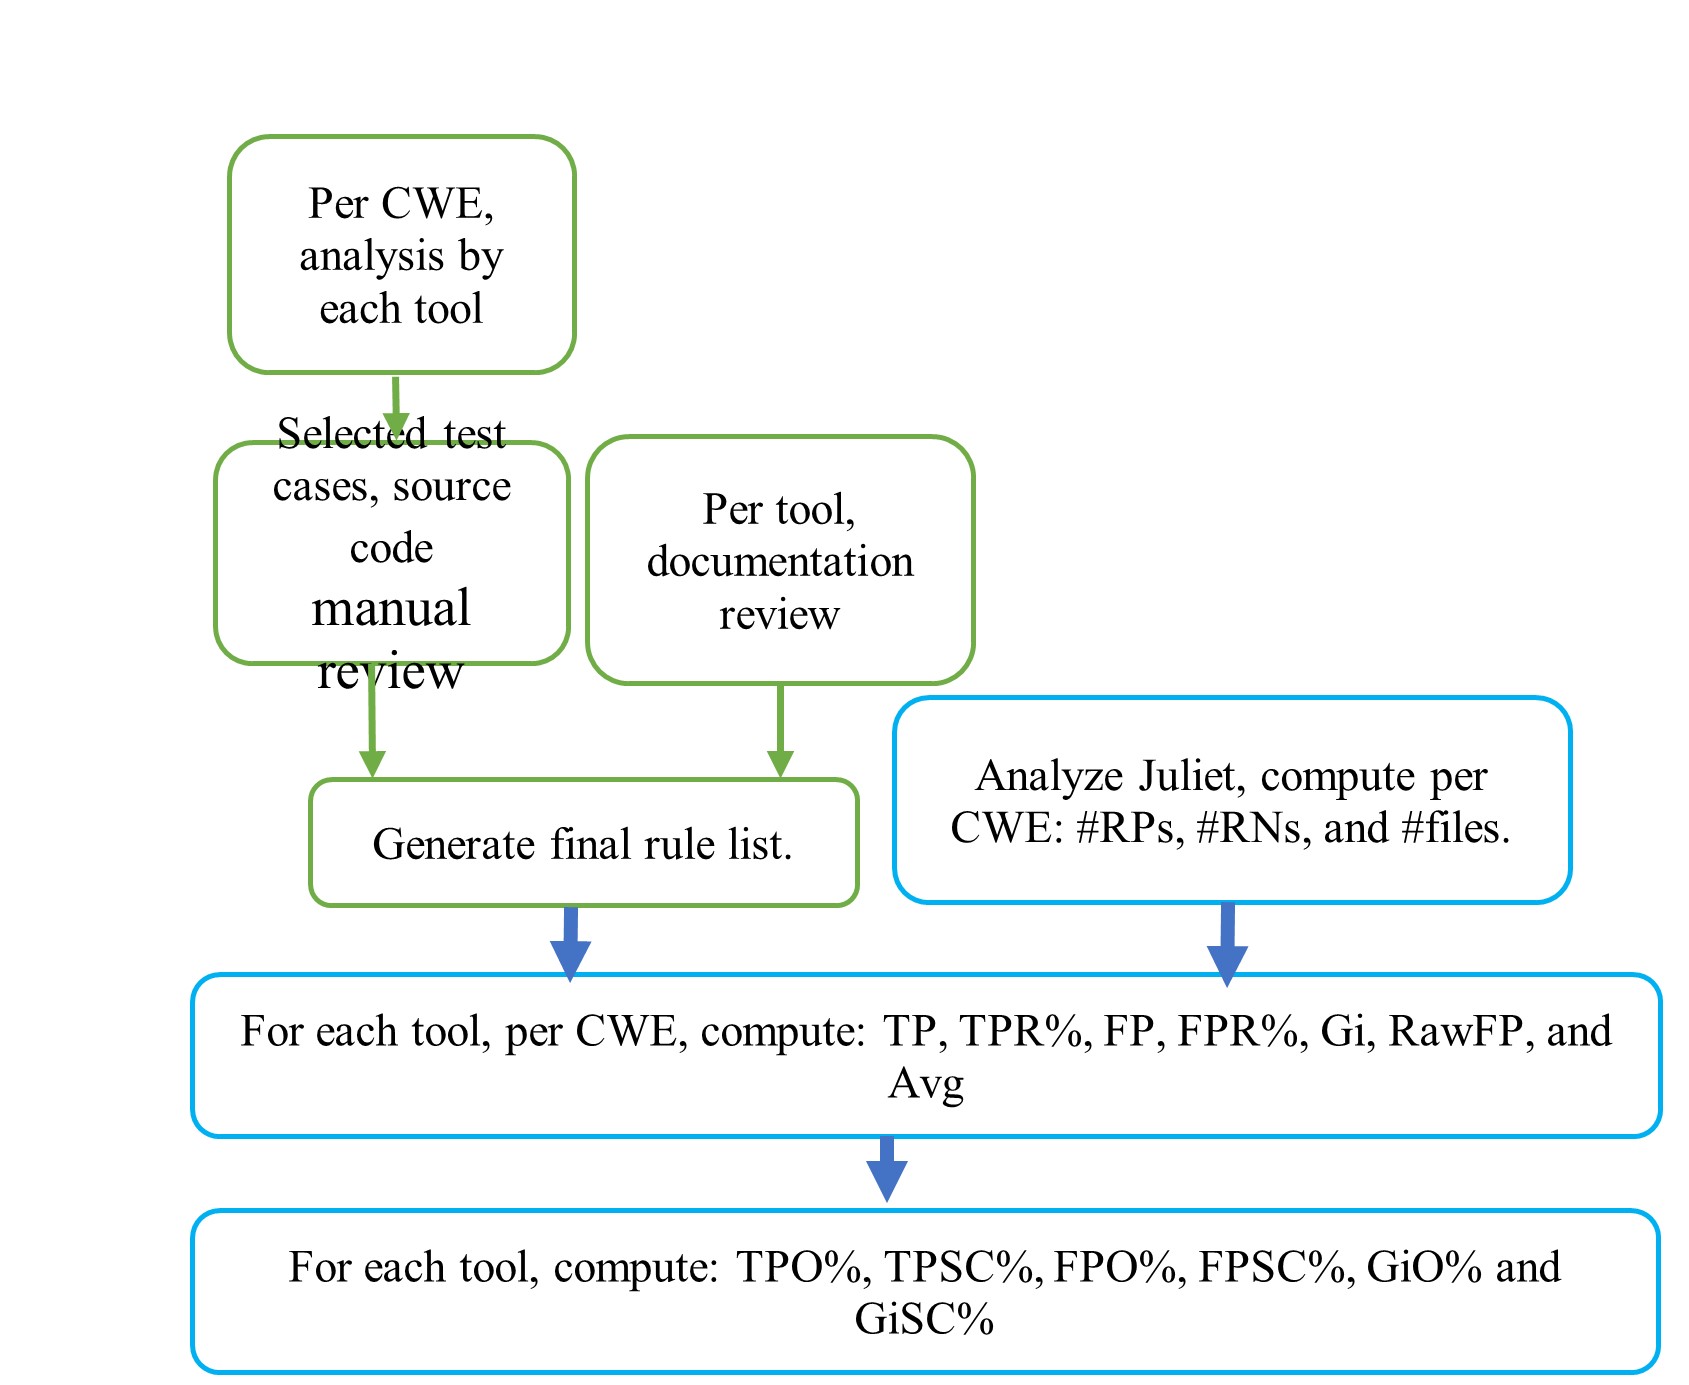 Per CWE,
analysis by
each tool
Selected test
cases, source
code
manual
review
Per tool,
documentation
review
Generate final rule list.
Analyze Juliet, compute per
CWE: #RPs, #RNs, and #files.
For each tool, per CWE, compute: TP, TPR%, FP, FPR%, Gi, RawFP, and
Avg
For each tool, compute: TPO%, TPSC%, FPO%, FPSC%, GiO% and
GiSC%